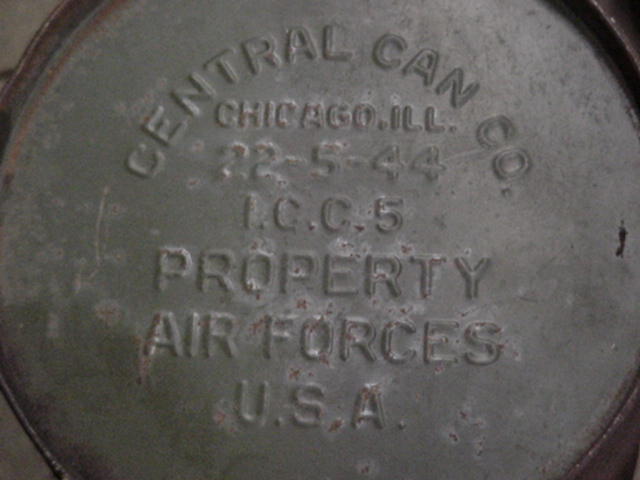 CENTRAL CAN CO.
CHICAGO.ILL.
22-5-44
I.C.C.5
PROPERTY
AIR FORCES
U.S.A.